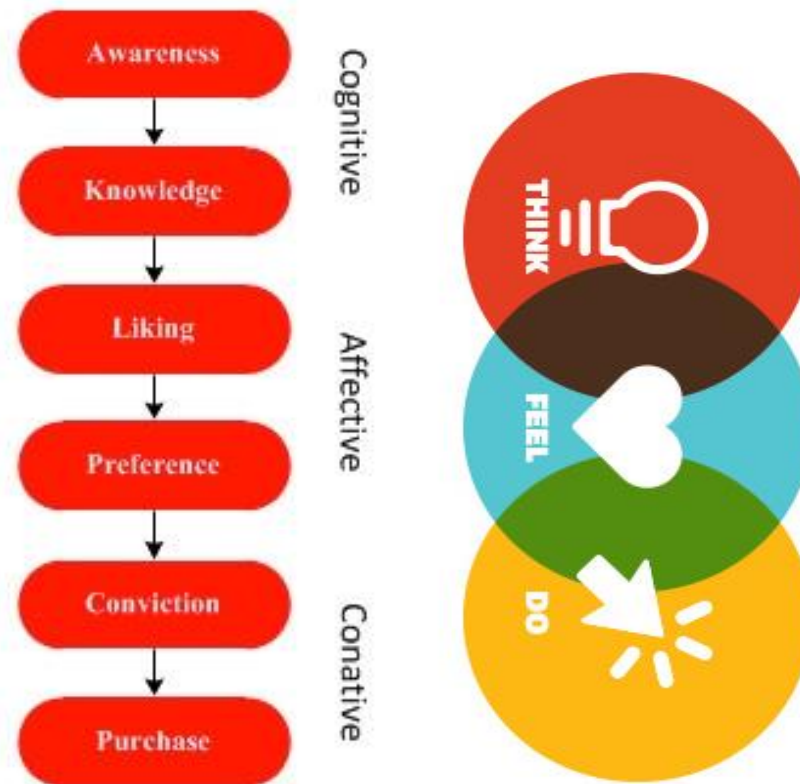 Awareness
Knowledge
Liking
Preference
Conviction
Purchase
Cognitive
Affective
Conative
THINK
FEEL
DO